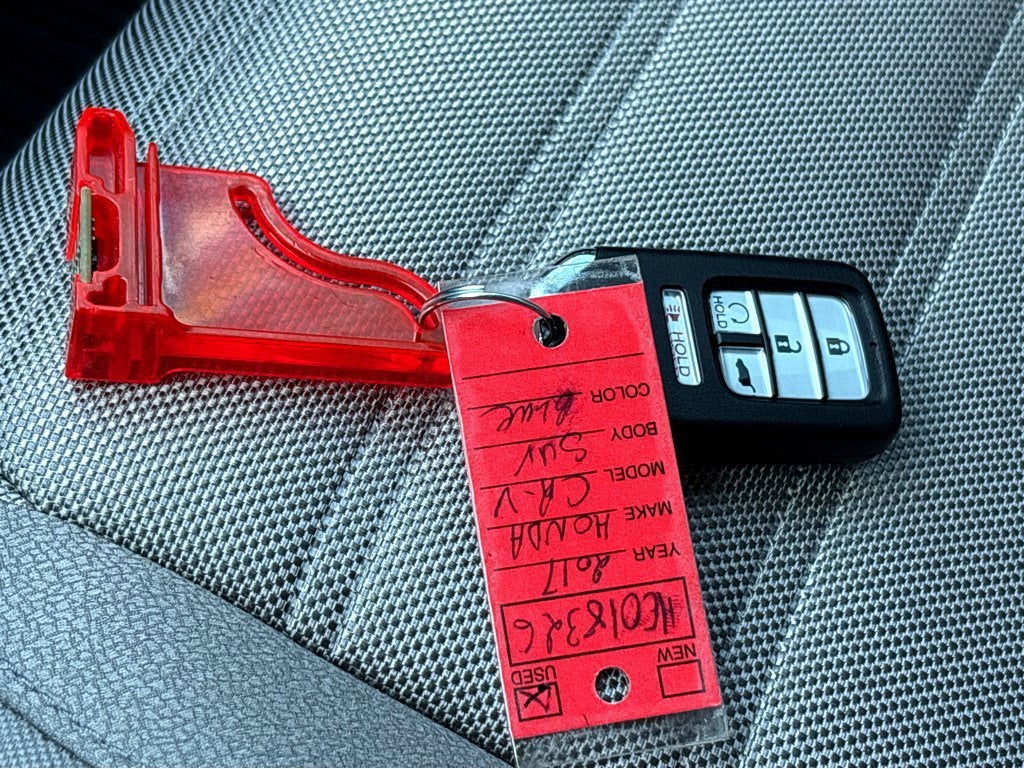 NEW USED
HE018326
YEAR 2017
MAKE HONDA
MODEL CR-V
BODY SUV
COLOR BLUE
HOLD
HOLD